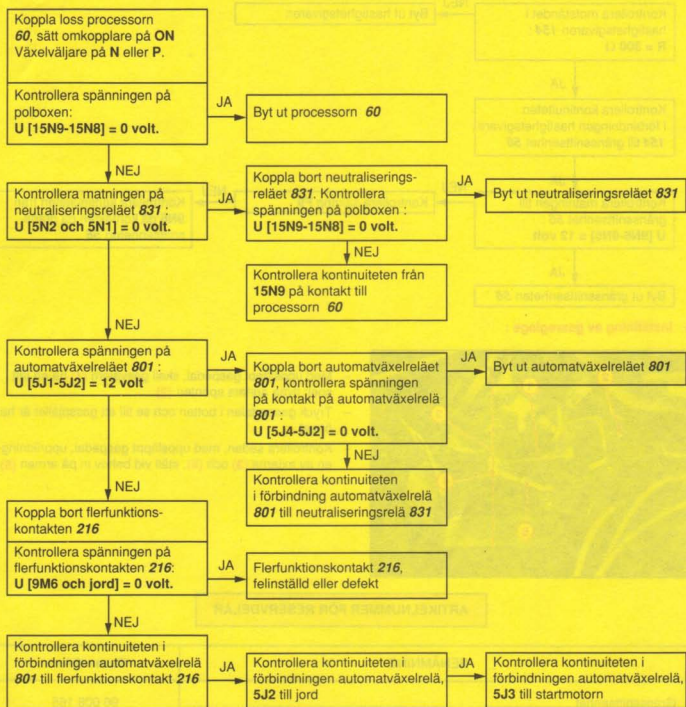 Koppla loss processorn
60, sätt omkopplare på ON
Växelväljare på N eller P.
Kontrollera spänningen på
polboxen:
U [15N9-15N8] = 0 volt.
JA
Byt ut processorn 60
NEJ
Kontrollera matningen på
neutraliseringsreläet 831 :
U [5N2 och 5N1] = 0 volt.
JA
Koppla bort neutraliserings-
reläet 831. Kontrollera
spänningen på polboxen :
U [15N9-15N8] = 0 volt.
JA
Byt ut neutraliseringsreläet 831
NEJ
Kontrollera kontinuiteten från
15N9 på kontakt till
processorn 60
NEJ
Kontrollera spänningen på
automatväxelreläet 801 :
U [5J1-5J2] = 12 volt
JA
Koppla bort automatväxelreläet
801, kontrollera spänningen
på kontakt på automatväxelrelä
801 :
U [5J4-5J2] = 0 volt.
JA
Byt ut automatväxelreläet 801
NEJ
Kontrollera kontinuiteten
i förbindning automatväxelrelä
801 till neutraliseringsrelä 831
NEJ
Koppla bort flerfunktions-
kontakten 216
Kontrollera spänningen på
flerfunktionskontakten 216:
U [9M6 och jord] = 0 volt.
JA
Flerfunktionskontakt 216,
felinställd eller defekt
NEJ
Kontrollera kontinuiteten i
förbindningen automatväxelrelä
801 till flerfunktionskontakt 216
JA
Kontrollera kontinuiteten i
förbindningen automatväxelrelä,
5J2 till jord
JA
Kontrollera kontinuiteten i
förbindningen automatväxelrelä,
5J3 till startmotorn